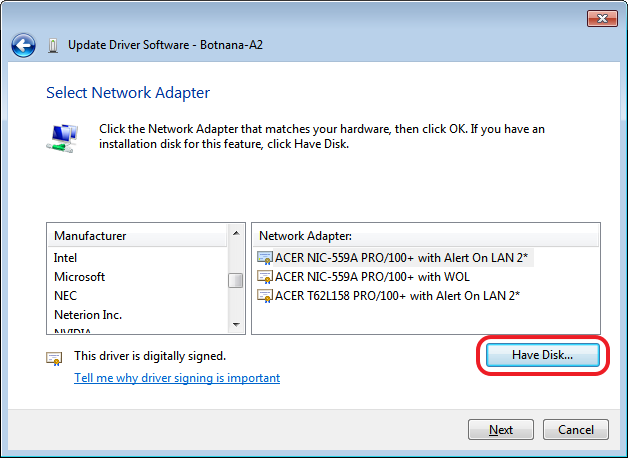 Update Driver Software - Botnana-A2
Select Network Adapter
Click the Network Adapter that matches your hardware, then click OK. If you have an
installation disk for this feature, click Have Disk.
Manufacturer
Intel
Microsoft
NEC
Neterion Inc.
NVIDIA
Network Adapter:
ACER NIC-559A PRO/100+ with Alert On LAN 2*
ACER NIC-559A PRO/100+ with WOL
ACER T62L158 PRO/100+ with Alert On LAN 2*
This driver is digitally signed.
Tell me why driver signing is important
Have Disk...
Next
Cancel